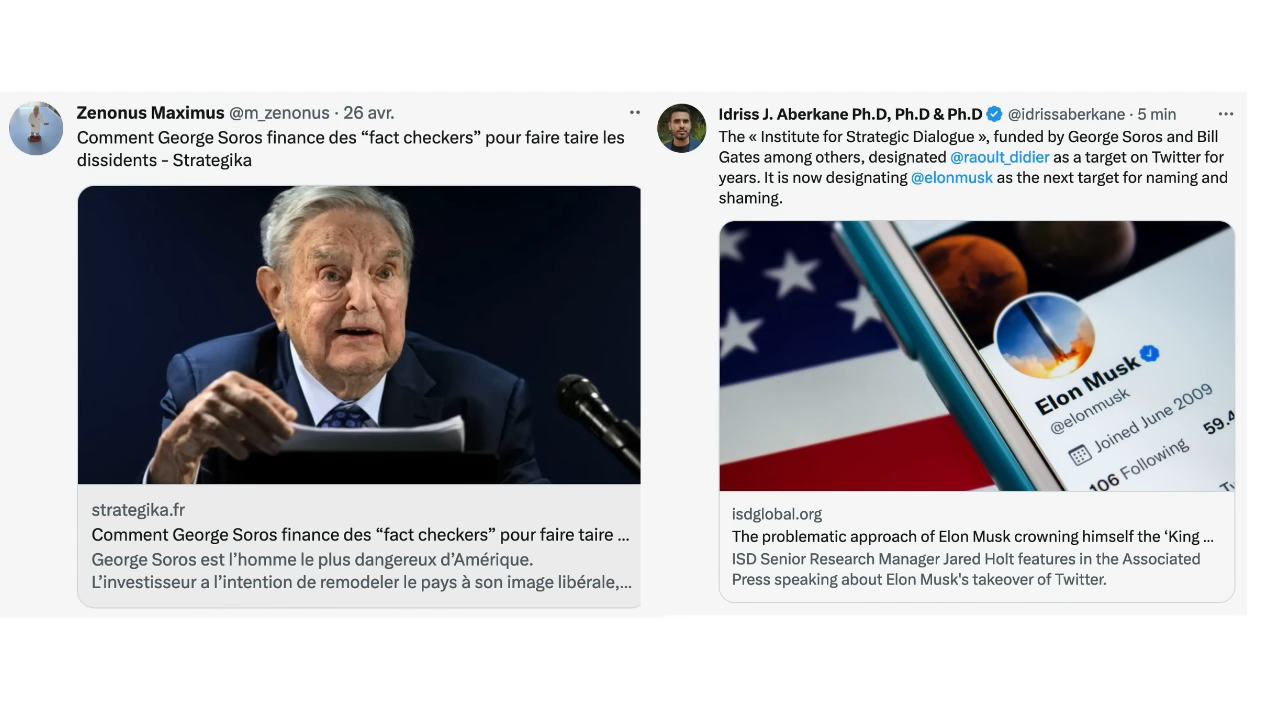 Zenonus Maximus @m_zenonus · 26 avr.
Comment George Soros finance des “fact checkers” pour faire taire les
dissidents - Strategika
strategika.fr
Comment George Soros finance des “fact checkers” pour faire taire ...
George Soros est l’homme le plus dangereux d’Amérique.
L’investisseur a l’intention de remodeler le pays à son image libérale,...
Idriss J. Aberkane Ph.D, Ph.D & Ph.D @idrissaberkane · 5 min
The « Institute for Strategic Dialogue », funded by George Soros and Bill
Gates among others, designated @raoult_didier as a target on Twitter for
years. It is now designating @elonmusk as the next target for naming and
shaming.
Elon Musk
@elonmusk
Joined June 2009
106 Following 59.4
isdglobal.org
The problematic approach of Elon Musk crowning himself the ‘King ...
ISD Senior Research Manager Jared Holt features in the Associated
Press speaking about Elon Musk's takeover of Twitter.